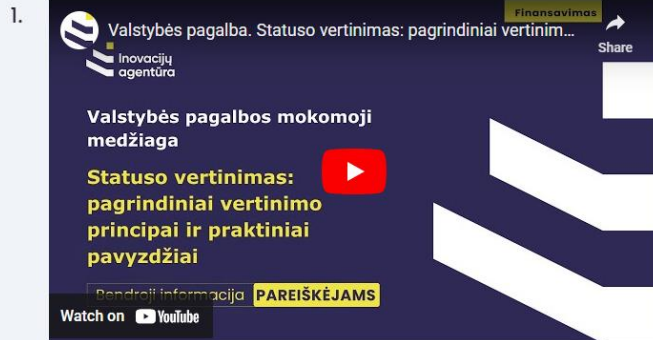 1.
Finansavimas
Valstybės pagalba. Statuso vertinimas: pagrindiniai vertinim...
Share
Inovacijų
agentūra
Valstybės pagalbos mokomoji
medžiaga
Statuso vertinimas:
pagrindiniai vertinimo
principai ir praktiniai
pavyzdžiai
Bendroji informacija PAREIŠKĖJAMS
Watch on YouTube